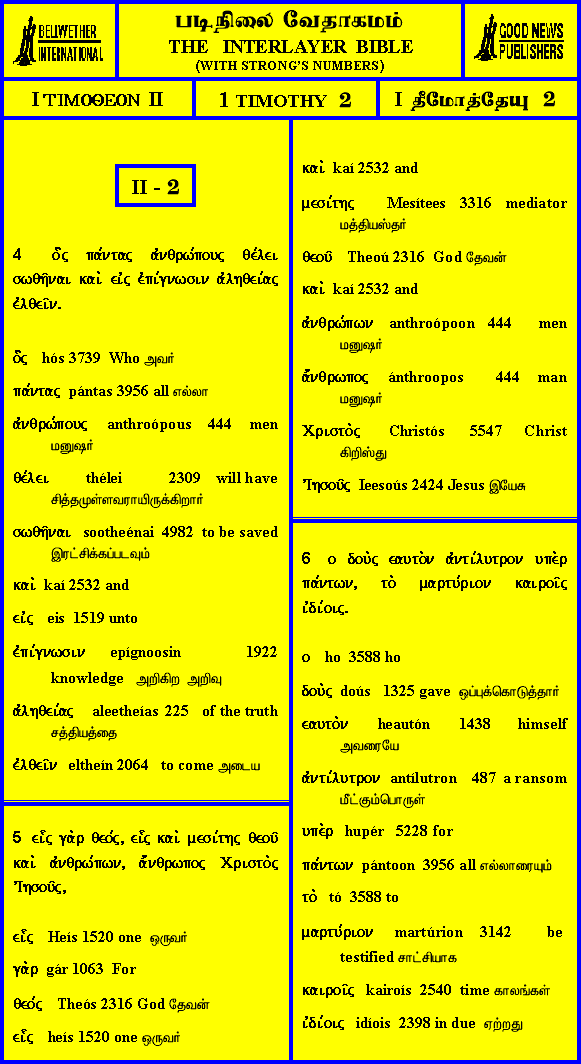 BELLWETHER
INTERNATIONAL
படிநிலை வேதாகமம்
THE INTERLAYER BIBLE
(WITH STRONG'S NUMBERS)
GOOD NEWS
PUBLISHERS
I ΤΙΜΟΘΕΟΝ II
1 TIMOTHY 2
I தீமோத்தேயு 2
II - 2
4 ὃς πάντας ἀνθρώπους θέλει
σωθῆναι καὶ εἰς ἐπίγνωσιν ἀληθείας
ἐλθεῖν.
ὃς hós 3739 Who அவர்
πάντας pántas 3956 all எல்லா
ἀνθρώπους anthroópous 444 men
மனுஷர்
θέλει thélei 2309 will have
சித்தமுள்ளவராயிருக்கிறார்
σωθῆναι sootheénai 4982 to be saved
இரட்சிக்கப்படவும்
καὶ kaí 2532 and
εἰς eis 1519 unto
ἐπίγνωσιν epígnoosin 1922
knowledge அறிகிற அறிவு
ἀληθείας aleetheías 225 of the truth
சத்தியத்தை
ἐλθεῖν eltheín 2064 to come அடைய
5 εἷς γὰρ θεός, εἷς καὶ μεσίτης θεοῦ
καὶ ἀνθρώπων, ἄνθρωπος Χριστὸς
Ἰησοῦς,
εἷς Heís 1520 one ஒருவர்
γὰρ gár 1063 For
θεός Theós 2316 God தேவன்
εἷς heís 1520 one ஒருவர்
καὶ kaí 2532 and
μεσίτης Mesítees 3316 mediator
மத்தியஸ்தர்
θεοῦ Theoú 2316 God தேவன்
καὶ kaí 2532 and
ἀνθρώπων anthroópoon 444 men
மனுஷர்
ἄνθρωπος ánthroopos 444 man
மனுஷர்
Χριστὸς Christós 5547 Christ
கிறிஸ்து
Ἰησοῦς Ieesoús 2424 Jesus இயேசு
6 ο δοὺς εαυτὸν ἀντίλυτρον υπὲρ
πάντων, τὸ μαρτύριον καιροῖς
ἰδίοις.
ο ho 3588 ho
δοὺς doús 1325 gave ஒப்புக்கொடுத்தார்
εαυτὸν heautón 1438 himself
அவரையே
ἀντίλυτρον antílutron 487 a ransom
மீட்கும்பொருள்
υπὲρ hupér 5228 for
πάντων pántoon 3956 all எல்லாரையும்
τὸ tó 3588 to
μαρτύριον martúrion 3142 be
testified சாட்சியாக
καιροῖς kairoís 2540 time காலங்கள்
ἰδίοις idíois 2398 in due ஏற்றது